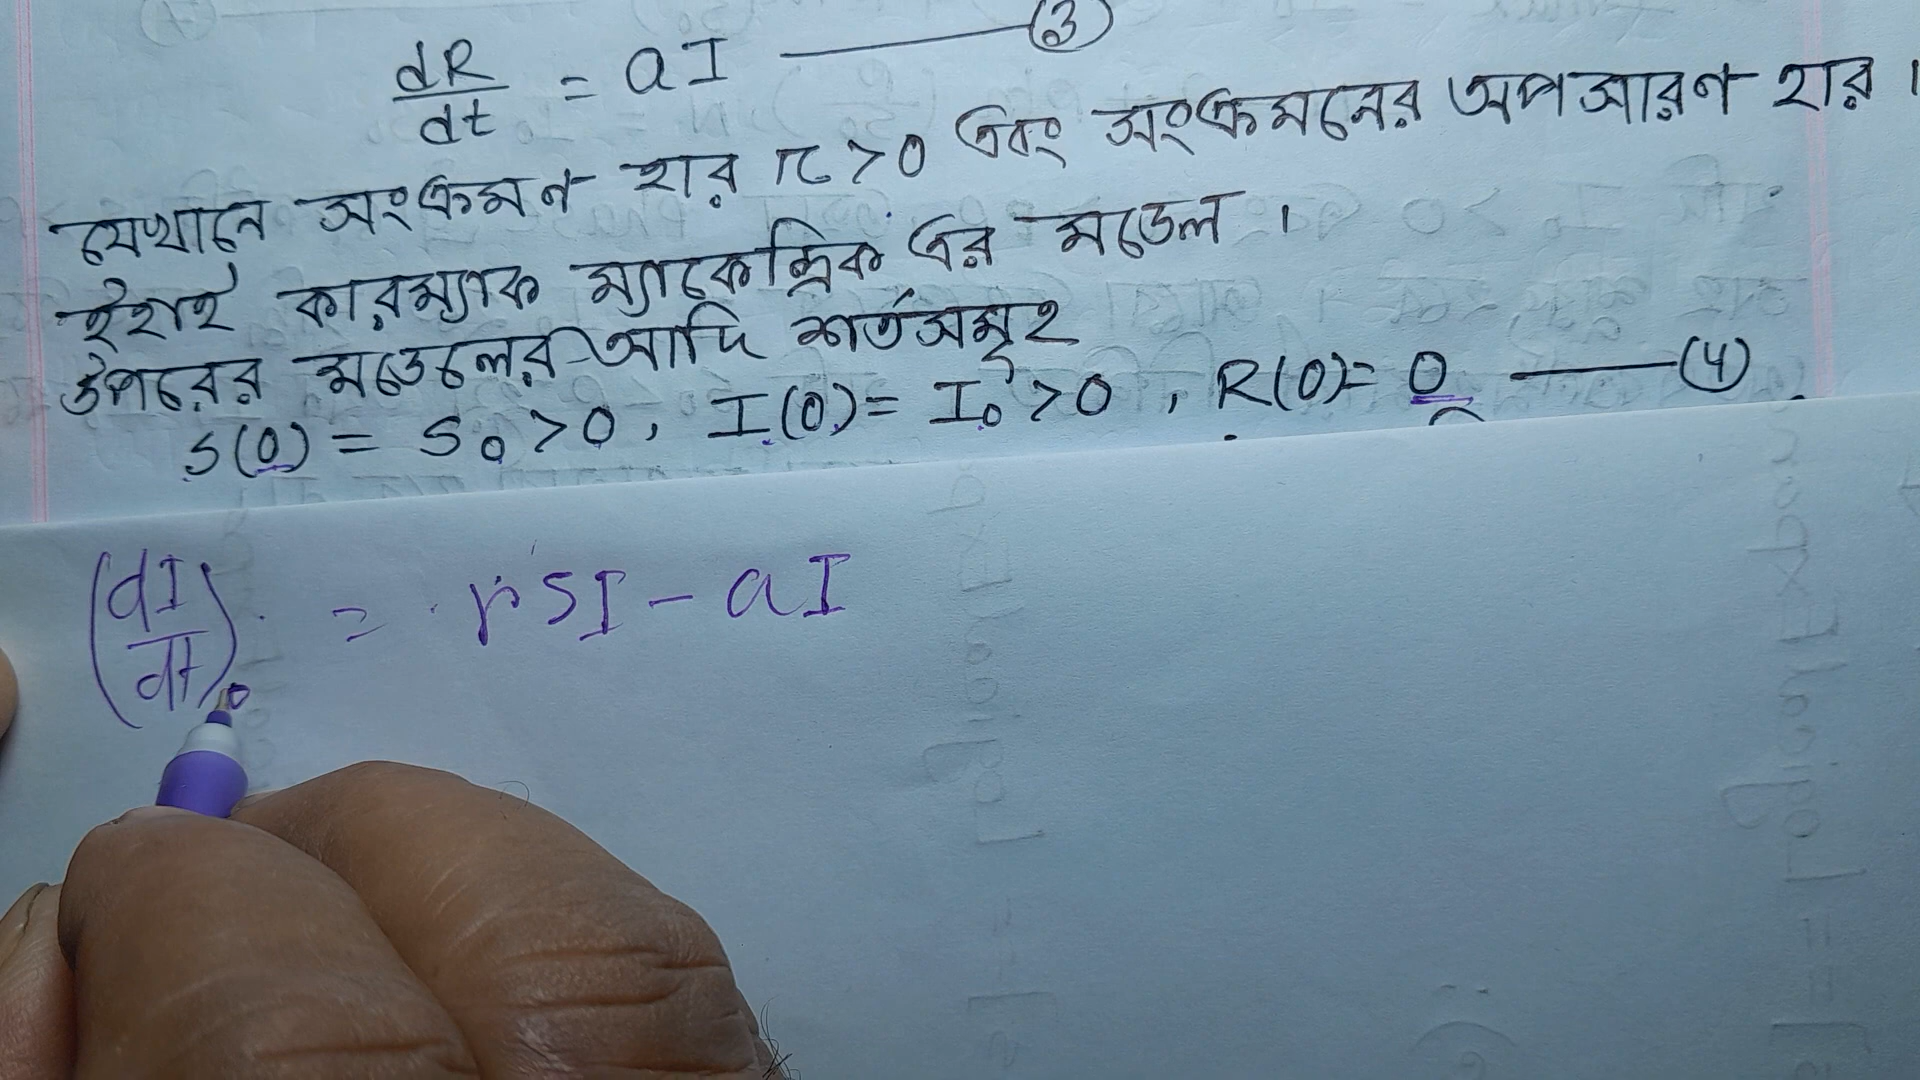 dR/dt = aI ——— (3)
যেখানে সংক্রমণ হার r > 0 এবং সংক্রমনের অপসারণ হার ।
ইহাই কারম্যাক ম্যাকেন্দ্রিক এর মডেল ।
উপরের মডেলের আদি শর্তসমূহ
S(0) = S₀ > 0, I(0) = I₀ > 0, R(0) = 0 ——— (4)
(dI/dt)₀ = rSI - aI